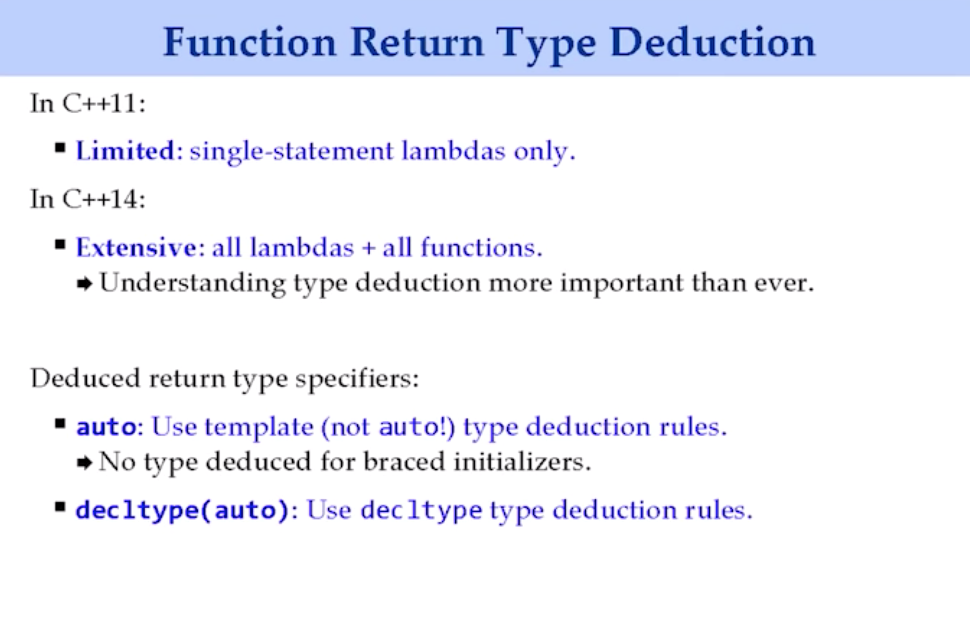 Function Return Type Deduction
In C++11:
▪ Limited: single-statement lambdas only.
In C++14:
▪ Extensive: all lambdas + all functions.
➨ Understanding type deduction more important than ever.
Deduced return type specifiers:
▪ auto: Use template (not auto!) type deduction rules.
➨ No type deduced for braced initializers.
▪ decltype(auto): Use decltype type deduction rules.